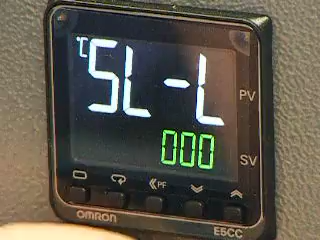 °C
SL-L
PV
000
SV
PF
OMRON
E5CC